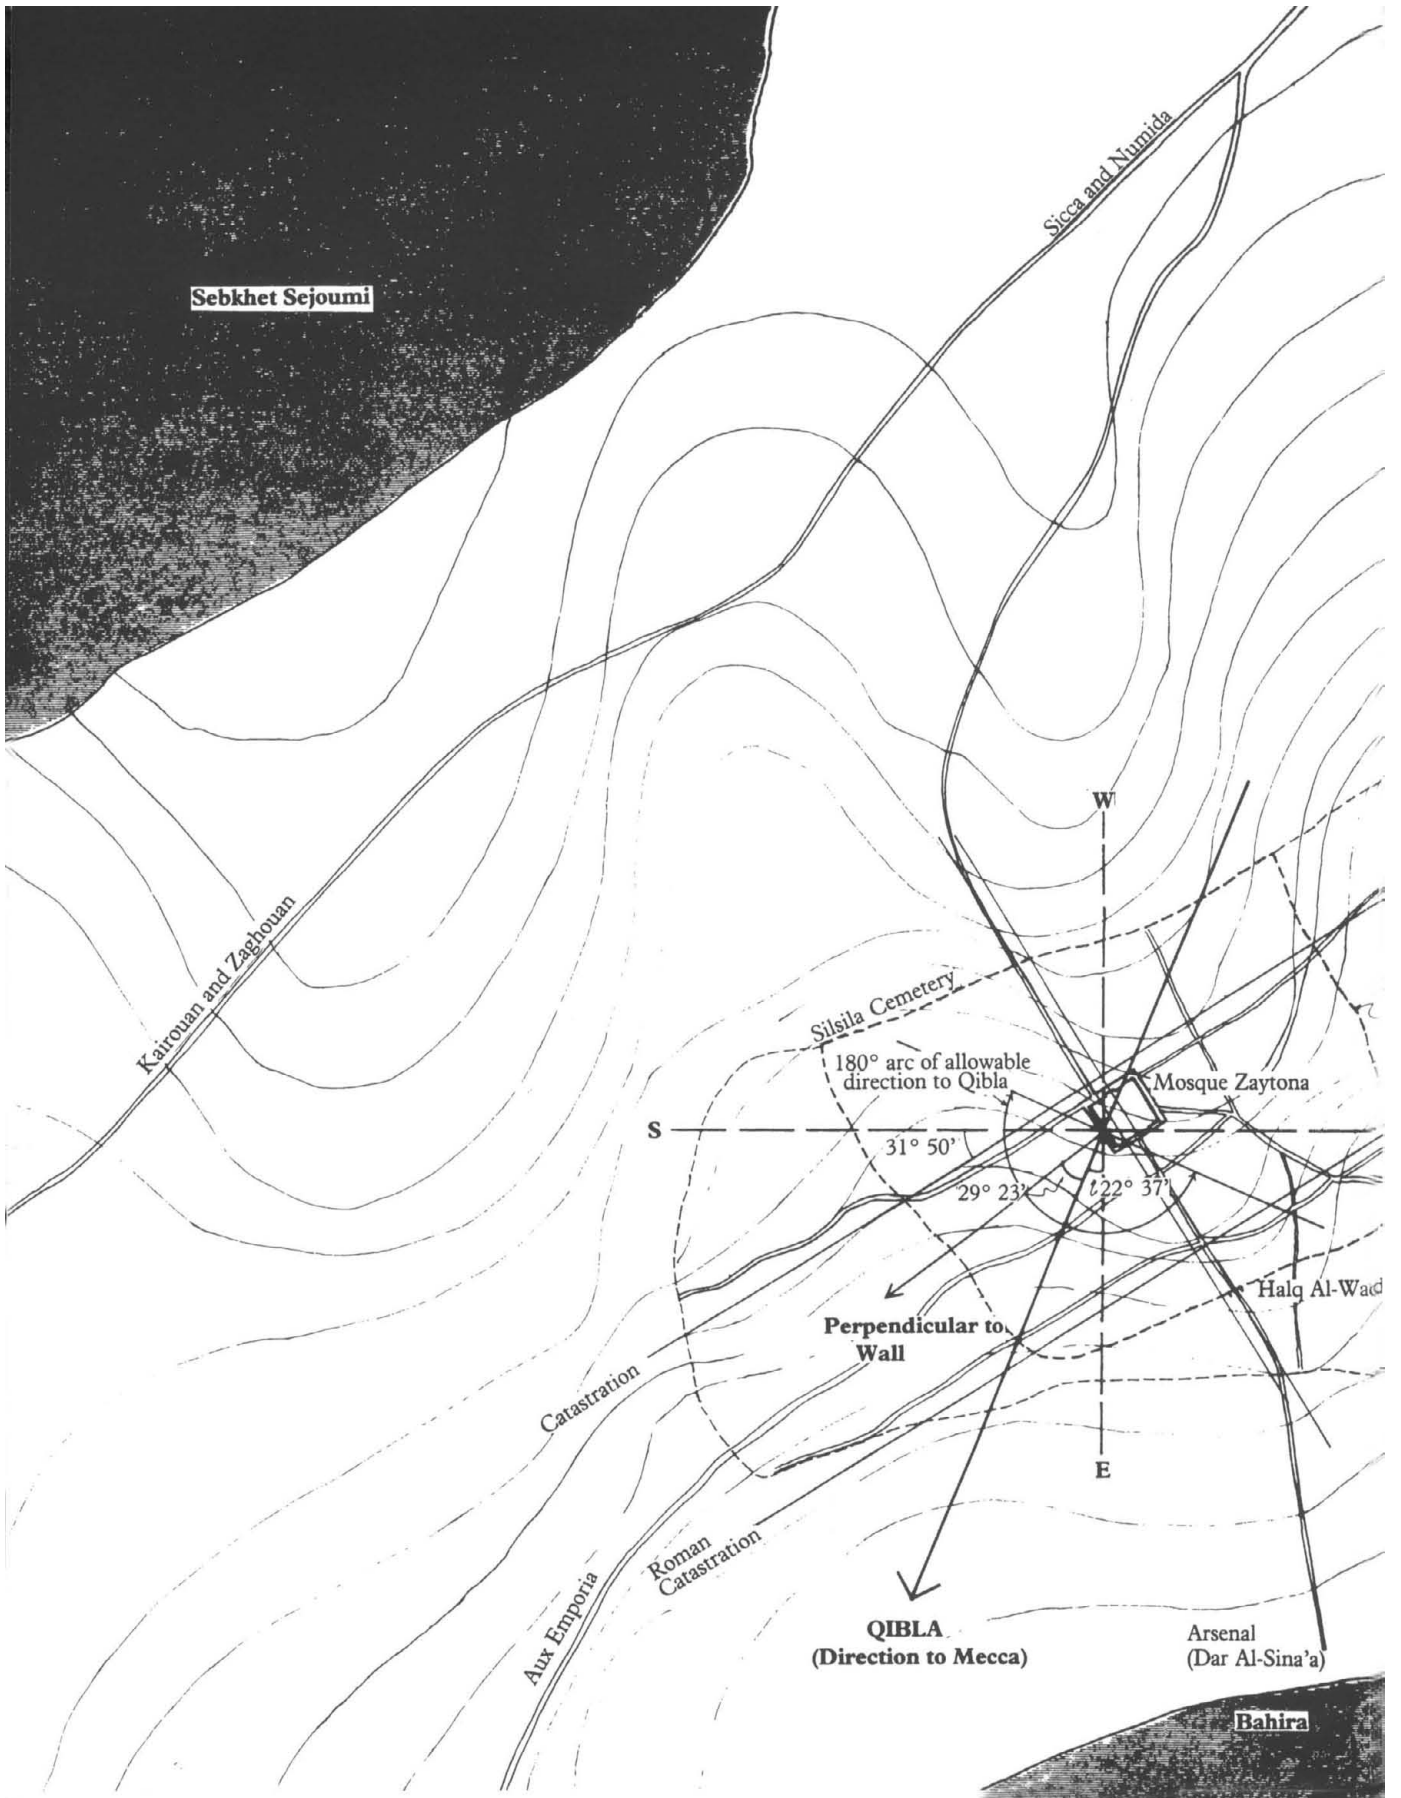 Sicca and Numida
Sebkhet Sejoumi
W
Kairouan and Zaghouan
Silsila Cemetery
180° arc of allowable
direction to Qibla
Mosque Zaytona
S
31° 50'
29° 23'
22° 37'
Halq Al-Wad
Perpendicular to
Wall
Catastration
E
Roman
Catastration
Aux Emporia
QIBLA
(Direction to Mecca)
Arsenal
(Dar Al-Sina'a)
Bahira